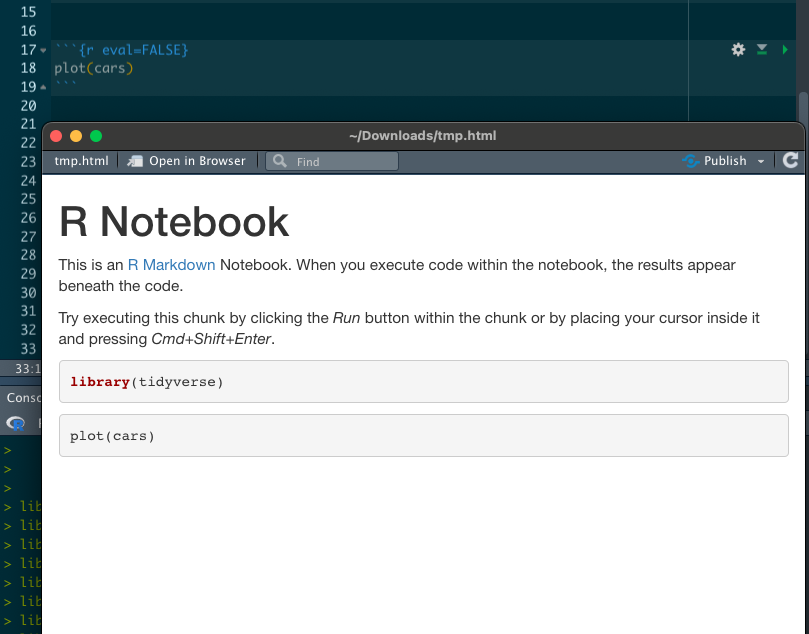 15
16
17 ```{r eval=FALSE}
18 plot(cars)
19 ```
20
21
22
23
24
25
26
27
28
29
30
31
32
33
33:1
~/Downloads/tmp.html
tmp.html Open in Browser Find Publish
R Notebook
This is an R Markdown Notebook. When you execute code within the notebook, the results appear
beneath the code.
Try executing this chunk by clicking the Run button within the chunk or by placing your cursor inside it
and pressing Cmd+Shift+Enter.
library(tidyverse)
plot(cars)
Conso
R
>
>
>
> lib
> lib
> lib
> lib
> lib
> lib
> lib